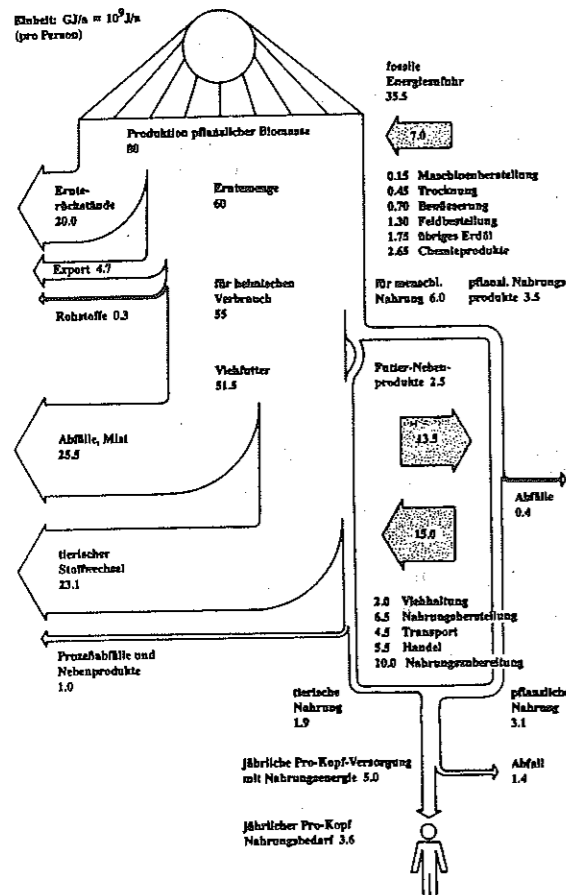 Einheit: GJ/a = 10⁹J/a
(pro Person)
fossile
Energiezufuhr
35.5
Produktion pflanzlicher Biomasse
80
7.0
Ernte-
rückstände
20.0
Erntemenge
60
0.15 Maschinenherstellung
0.45 Trocknung
0.70 Bewässerung
1.30 Feldbestellung
1.75 übriges Erdöl
2.65 Chemieprodukte
Export 4.7
Rohstoffe 0.3
für heimischen
Verbrauch
55
für menschl.
Nahrung 6.0
pflanzl. Nahrungs
produkte 3.5
Viehfutter
51.5
Futter-Neben-
produkte 2.5
13.5
Abfälle, Mist
25.5
Abfälle
0.4
15.0
tierischer
Stoffwechsel
23.1
2.0 Viehhaltung
6.5 Nahrungsherstellung
4.5 Transport
5.5 Handel
10.0 Nahrungszubereitung
Prozeßabfälle und
Nebenprodukte
1.0
tierische
Nahrung
1.9
pflanzliche
Nahrung
3.1
jährliche Pro-Kopf-Versorgung
mit Nahrungsenergie 5.0
Abfall
1.4
jährlicher Pro-Kopf
Nahrungsbedarf 3.6